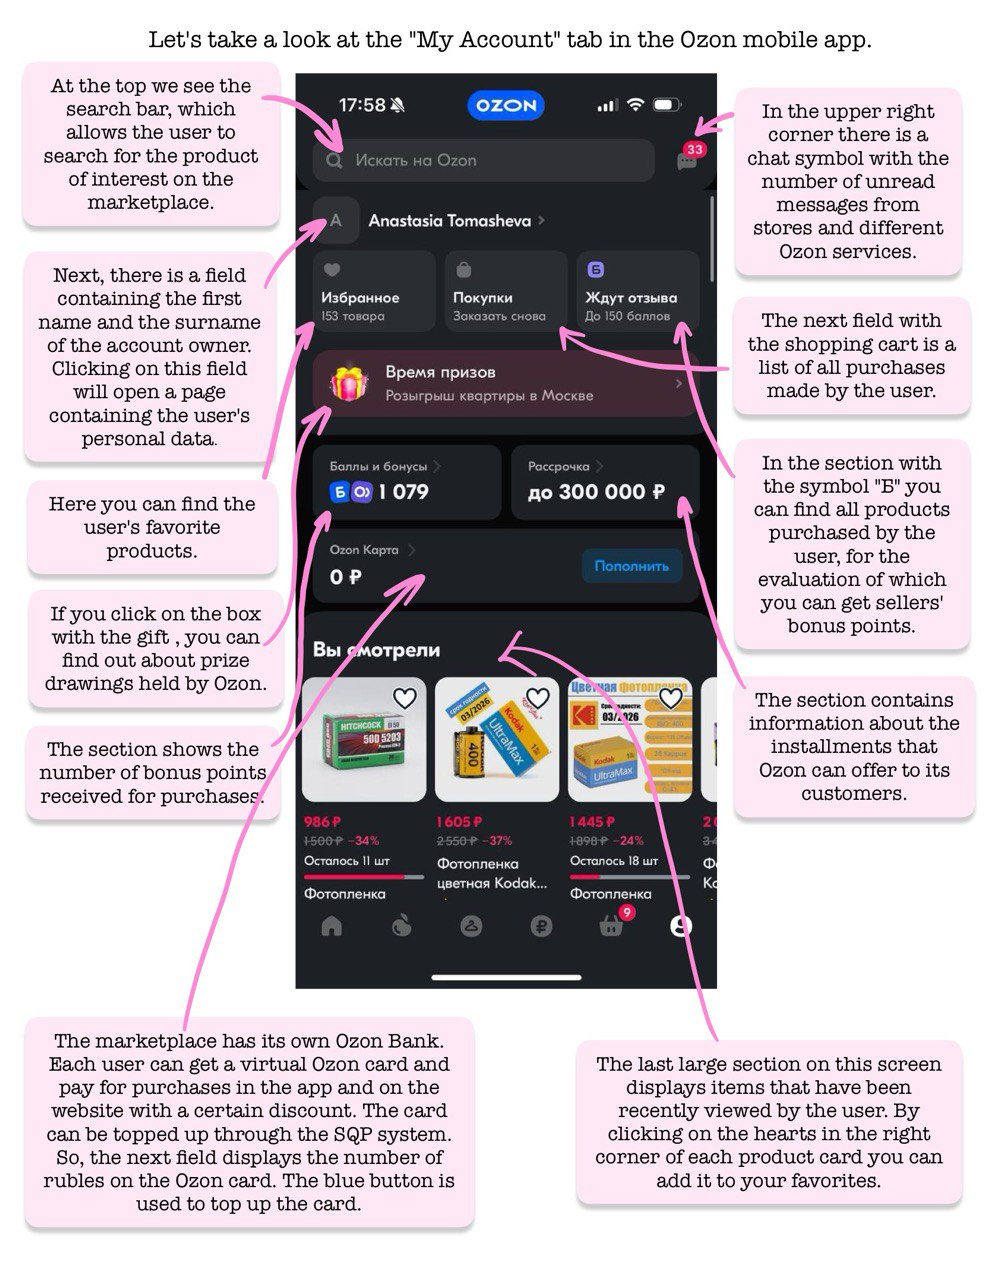 Let's take a look at the "My Account" tab in the Ozon mobile app.
At the top we see the
search bar, which
allows the user to
search for the product
of interest on the
marketplace.
Next, there is a field
containing the first
name and the surname
of the account owner.
Clicking on this field
will open a page
containing the user's
personal data.
Here you can find the
user's favorite
products.
If you click on the box
with the gift , you can
find out about prize
drawings held by Ozon.
The section shows the
number of bonus points
received for purchases.
17:58
OZON
Искать на Ozon
33
A
Anastasia Tomasheva
Избранное
153 товара
Покупки
Заказать снова
Б
Ждут отзыва
До 150 баллов
Время призов
Розыгрыш квартиры в Москве
Баллы и бонусы
Б 1 079
Рассрочка
до 300 000 ₽
Ozon Карта
0 ₽
Пополнить
Вы смотрели
HITCHCOCK
50D 5203
срок годности
03/2026
Kodak
UltraMax
400
Цветная фотопленка
Срок годности:
03/2026
Kodak
UltraMax
986 ₽
1 500 ₽ −34%
Осталось 11 шт
Фотопленка
1 605 ₽
2 550 ₽ −37%
Фотопленка
цветная Kodak...
1 445 ₽
1 898 ₽ −24%
Осталось 18 шт
Фотопленка
9
In the upper right
corner there is a
chat symbol with the
number of unread
messages from
stores and different
Ozon services.
The next field with
the shopping cart is a
list of all purchases
made by the user.
In the section with
the symbol "Б" you
can find all products
purchased by the
user, for the
evaluation of which
you can get sellers'
bonus points.
The section contains
information about the
installments that
Ozon can offer to its
customers.
The marketplace has its own Ozon Bank.
Each user can get a virtual Ozon card and
pay for purchases in the app and on the
website with a certain discount. The card
can be topped up through the SQP system.
So, the next field displays the number of
rubles on the Ozon card. The blue button is
used to top up the card.
The last large section on this screen
displays items that have been
recently viewed by the user. By
clicking on the hearts in the right
corner of each product card you can
add it to your favorites.